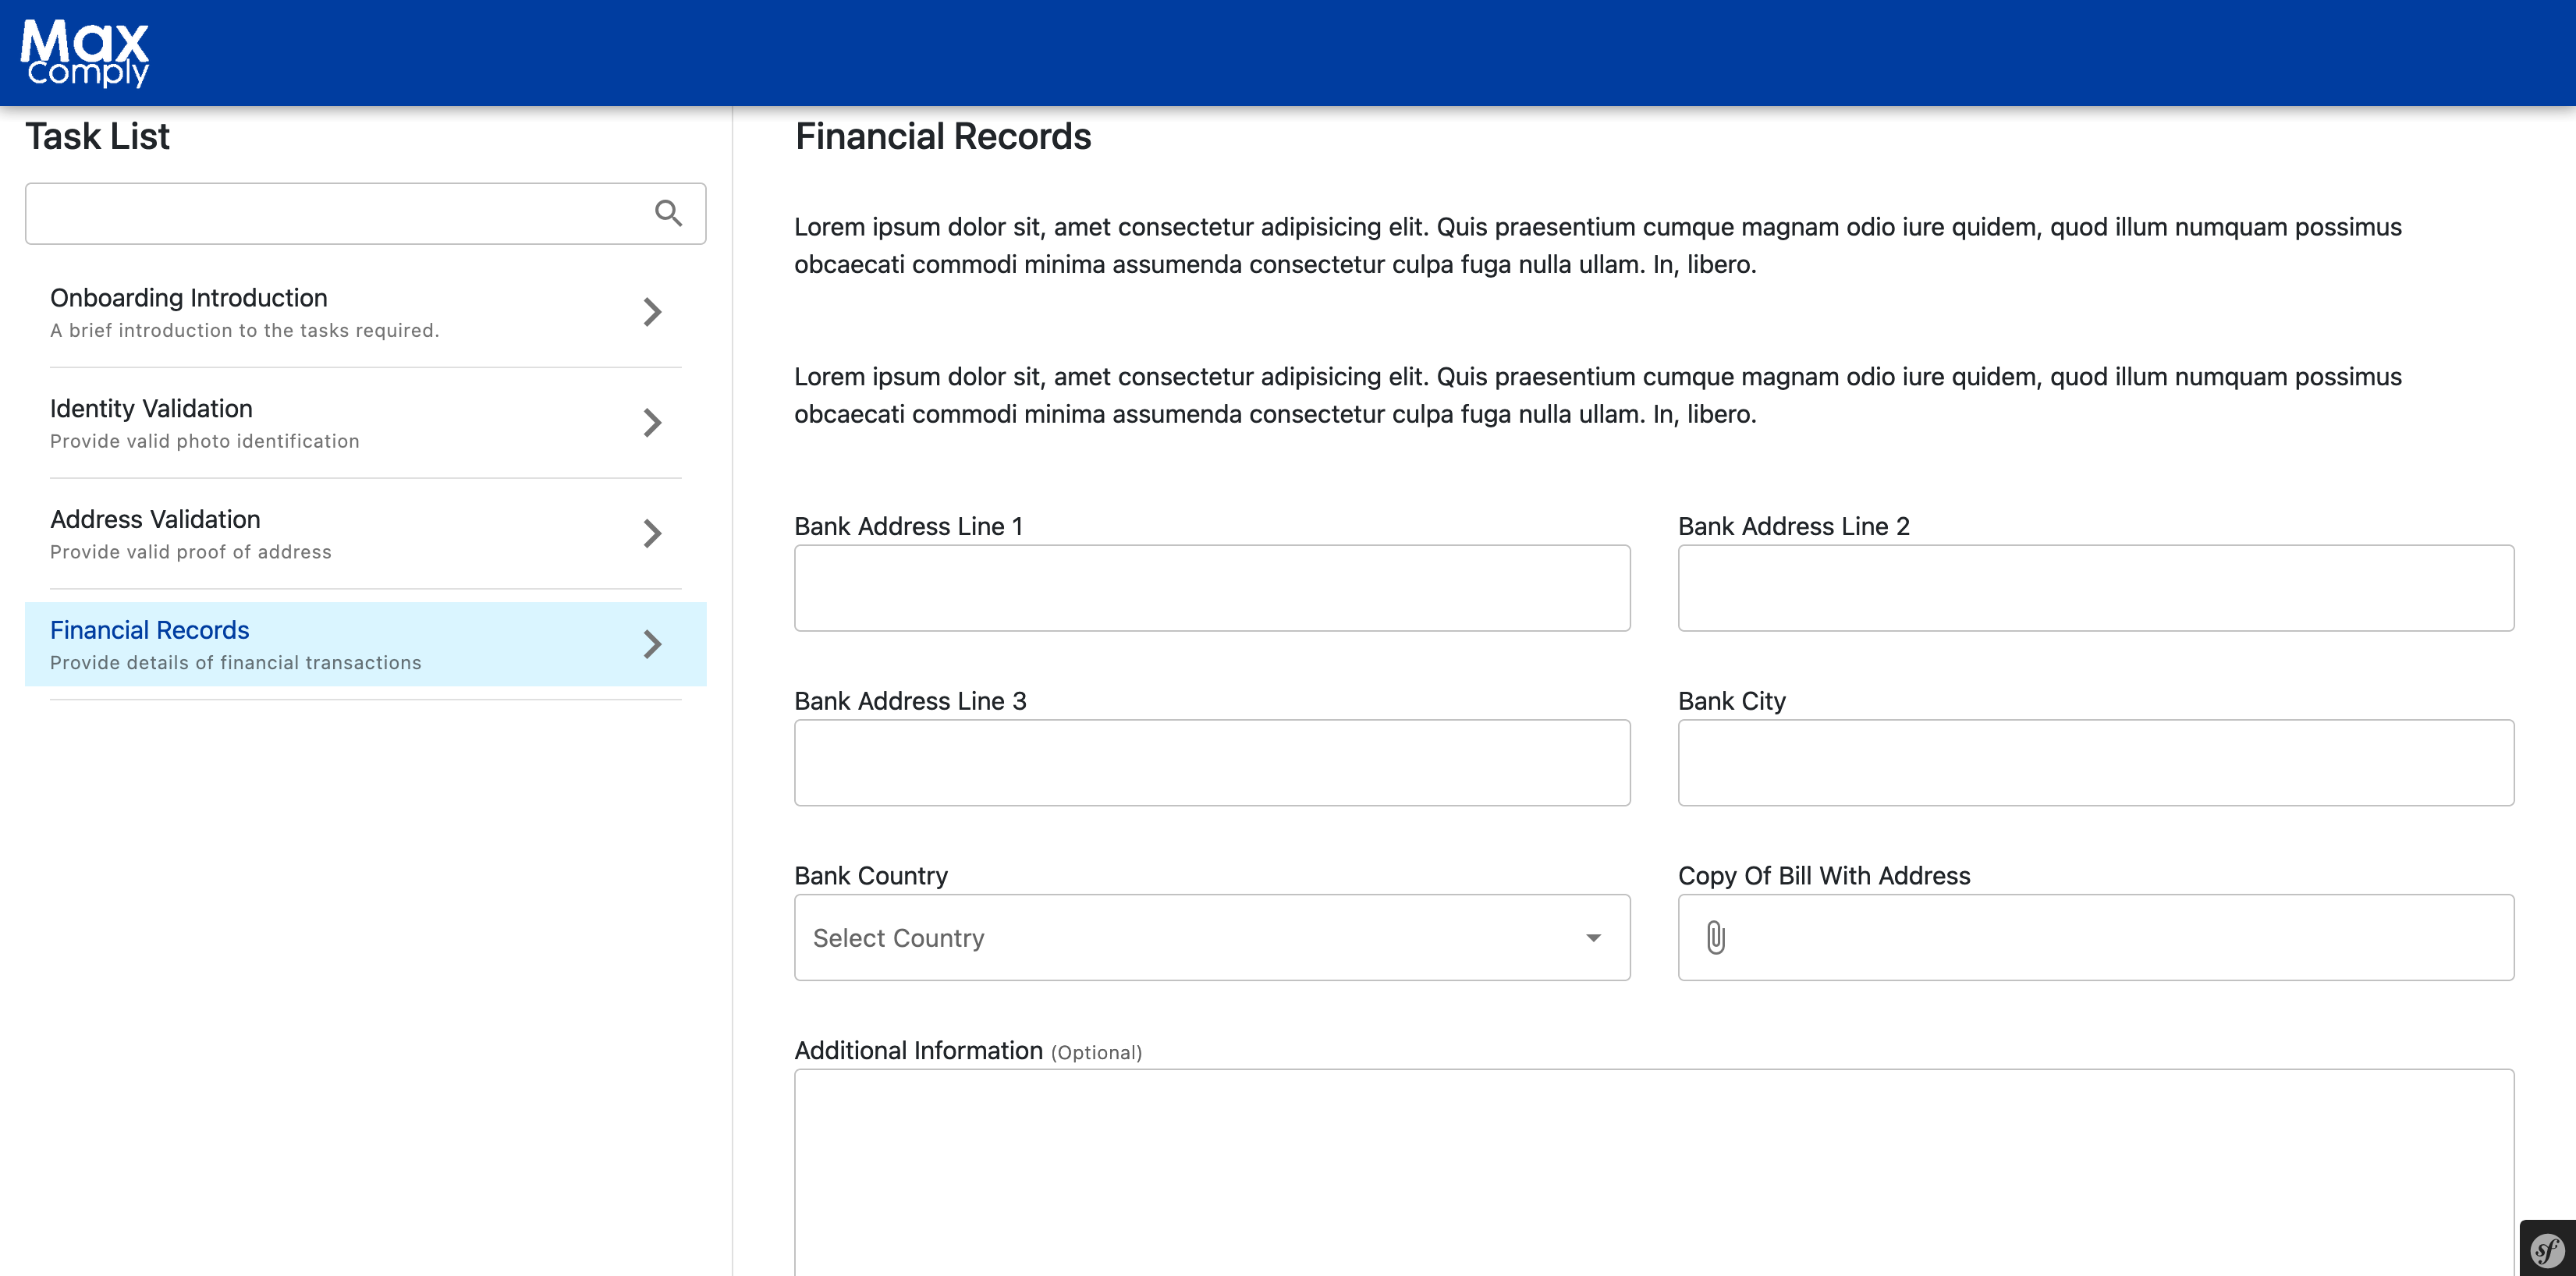 Max
Comply
Task List
Onboarding Introduction
A brief introduction to the tasks required.
Identity Validation
Provide valid photo identification
Address Validation
Provide valid proof of address
Financial Records
Provide details of financial transactions
Financial Records
Lorem ipsum dolor sit, amet consectetur adipisicing elit. Quis praesentium cumque magnam odio iure quidem, quod illum numquam possimus
obcaecati commodi minima assumenda consectetur culpa fuga nulla ullam. In, libero.
Lorem ipsum dolor sit, amet consectetur adipisicing elit. Quis praesentium cumque magnam odio iure quidem, quod illum numquam possimus
obcaecati commodi minima assumenda consectetur culpa fuga nulla ullam. In, libero.
Bank Address Line 1
Bank Address Line 2
Bank Address Line 3
Bank City
Bank Country
Select Country
Copy Of Bill With Address
Additional Information (Optional)
sf